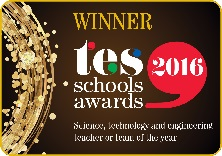 WINNER
tes
schools
awards
2016
Science, technology and engineering
teacher or team of the year